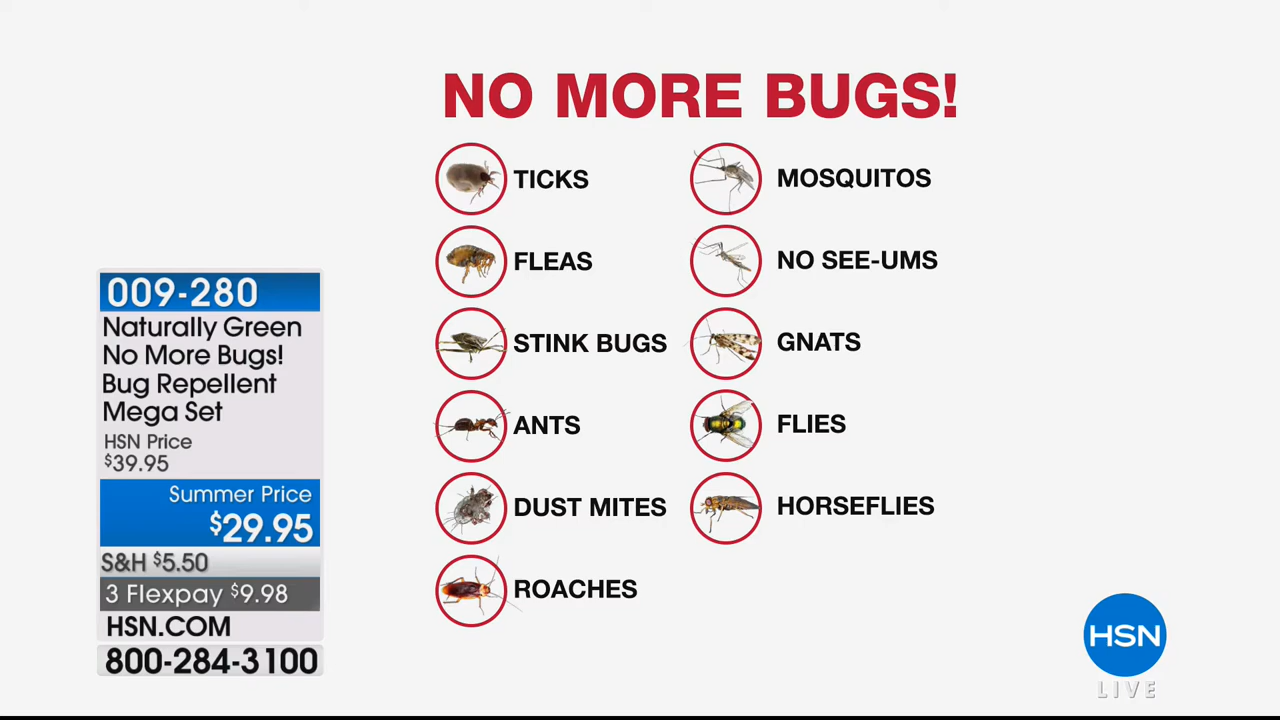 NO MORE BUGS!
TICKS
MOSQUITOS
FLEAS
NO SEE-UMS
STINK BUGS
GNATS
ANTS
FLIES
DUST MITES
HORSEFLIES
ROACHES
009-280
Naturally Green
No More Bugs!
Bug Repellent
Mega Set
HSN Price
$39.95
Summer Price
$29.95
S&H $5.50
3 Flexpay $9.98
HSN.COM
800-284-3100
HSN
LIVE